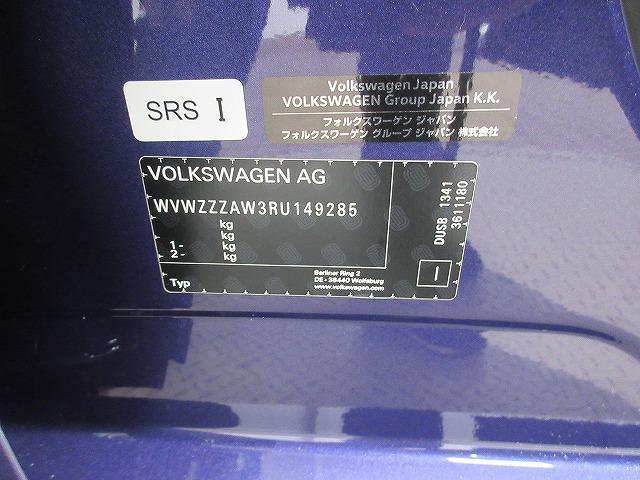 SRS I
Volkswagen Japan
VOLKSWAGEN Group Japan K.K.
フォルクスワーゲン ジャパン
フォルクスワーゲン グループ ジャパン 株式会社
VOLKSWAGEN AG
WVWZZZAW3RU149285
kg
kg
1- kg
2- kg
Typ
Berliner Ring 2
DE - 38440 Wolfsburg
www.volkswagen.com
DUSB 1341
3611180
I